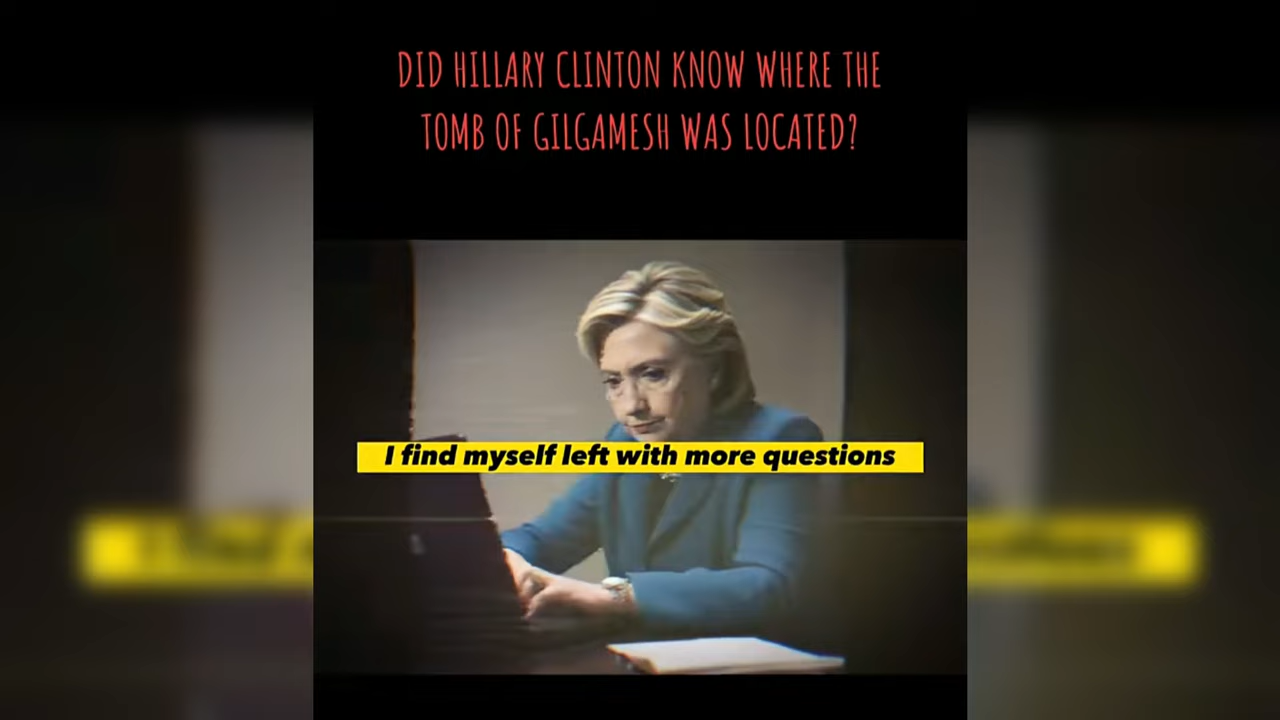 DID HILLARY CLINTON KNOW WHERE THE
TOMB OF GILGAMESH WAS LOCATED?
I find myself left with more questions